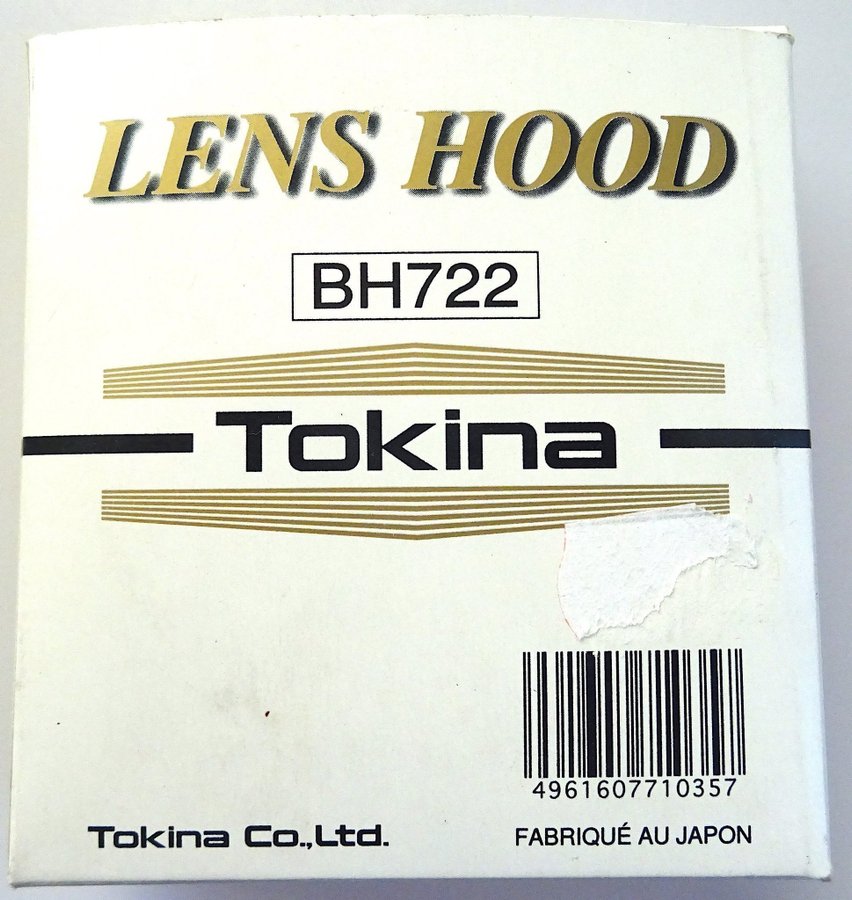 LENS HOOD
BH722
Tokina
4961607710357
Tokina Co.,Ltd.
FABRIQUÉ AU JAPON